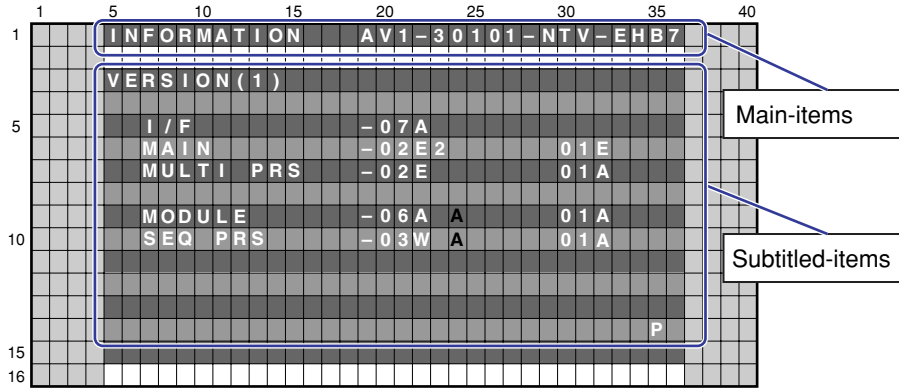 1 5 10 15 20 25 30 35 40
1 INFORMATION AV1–30101–NTV–EHB7
VERSION(1)
Main-items
5 I/F –07A
MAIN –02E2 01E
MULTI PRS –02E 01A
MODULE –06A A 01A
10 SEQ PRS –03W A 01A
Subtitled-items
P
15
16